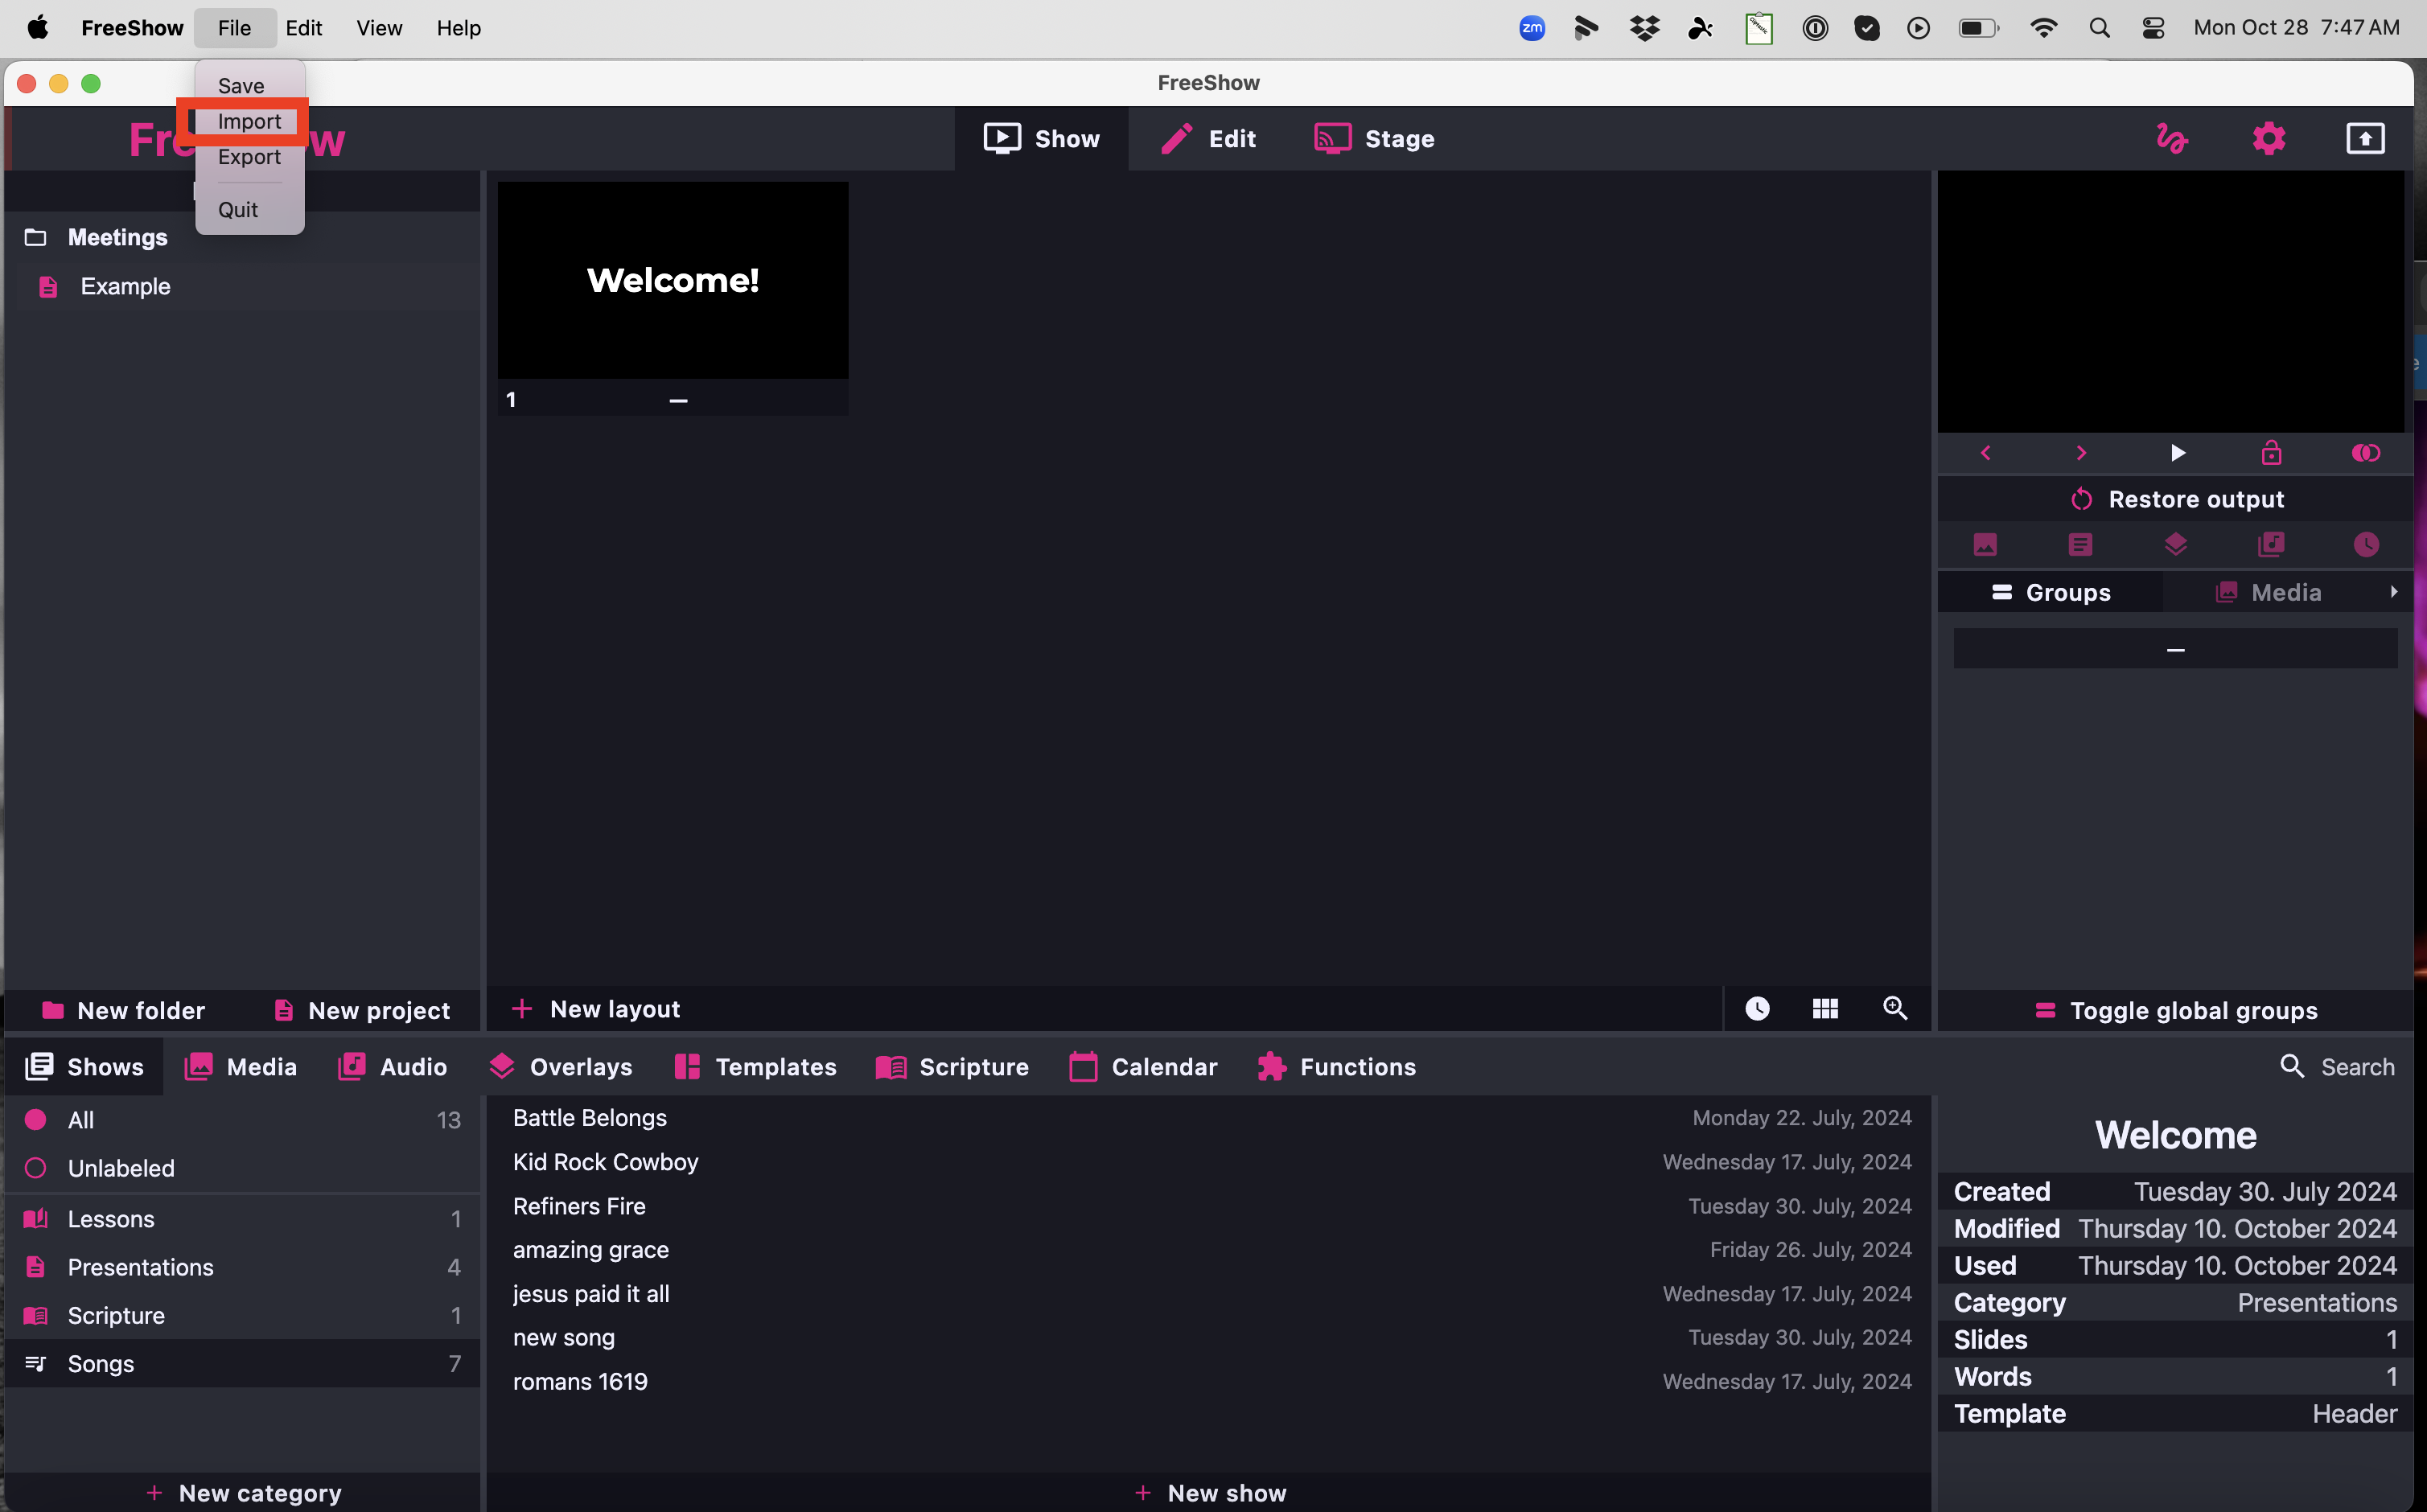 FreeShow File Edit View Help
zm Mon Oct 28 7:47 AM
FreeShow
Save
Import
Export
Quit
Show Edit Stage
Meetings
Example
Welcome!
1 –
Restore output
Groups Media
–
New folder New project
New layout
Toggle global groups
Shows Media Audio Overlays Templates Scripture Calendar Functions
Search
All 13
Unlabeled
Lessons 1
Presentations 4
Scripture 1
Songs 7
New category
Battle Belongs Monday 22. July, 2024
Kid Rock Cowboy Wednesday 17. July, 2024
Refiners Fire Tuesday 30. July, 2024
amazing grace Friday 26. July, 2024
jesus paid it all Wednesday 17. July, 2024
new song Tuesday 30. July, 2024
romans 1619 Wednesday 17. July, 2024
New show
Welcome
Created Tuesday 30. July 2024
Modified Thursday 10. October 2024
Used Thursday 10. October 2024
Category Presentations
Slides 1
Words 1
Template Header